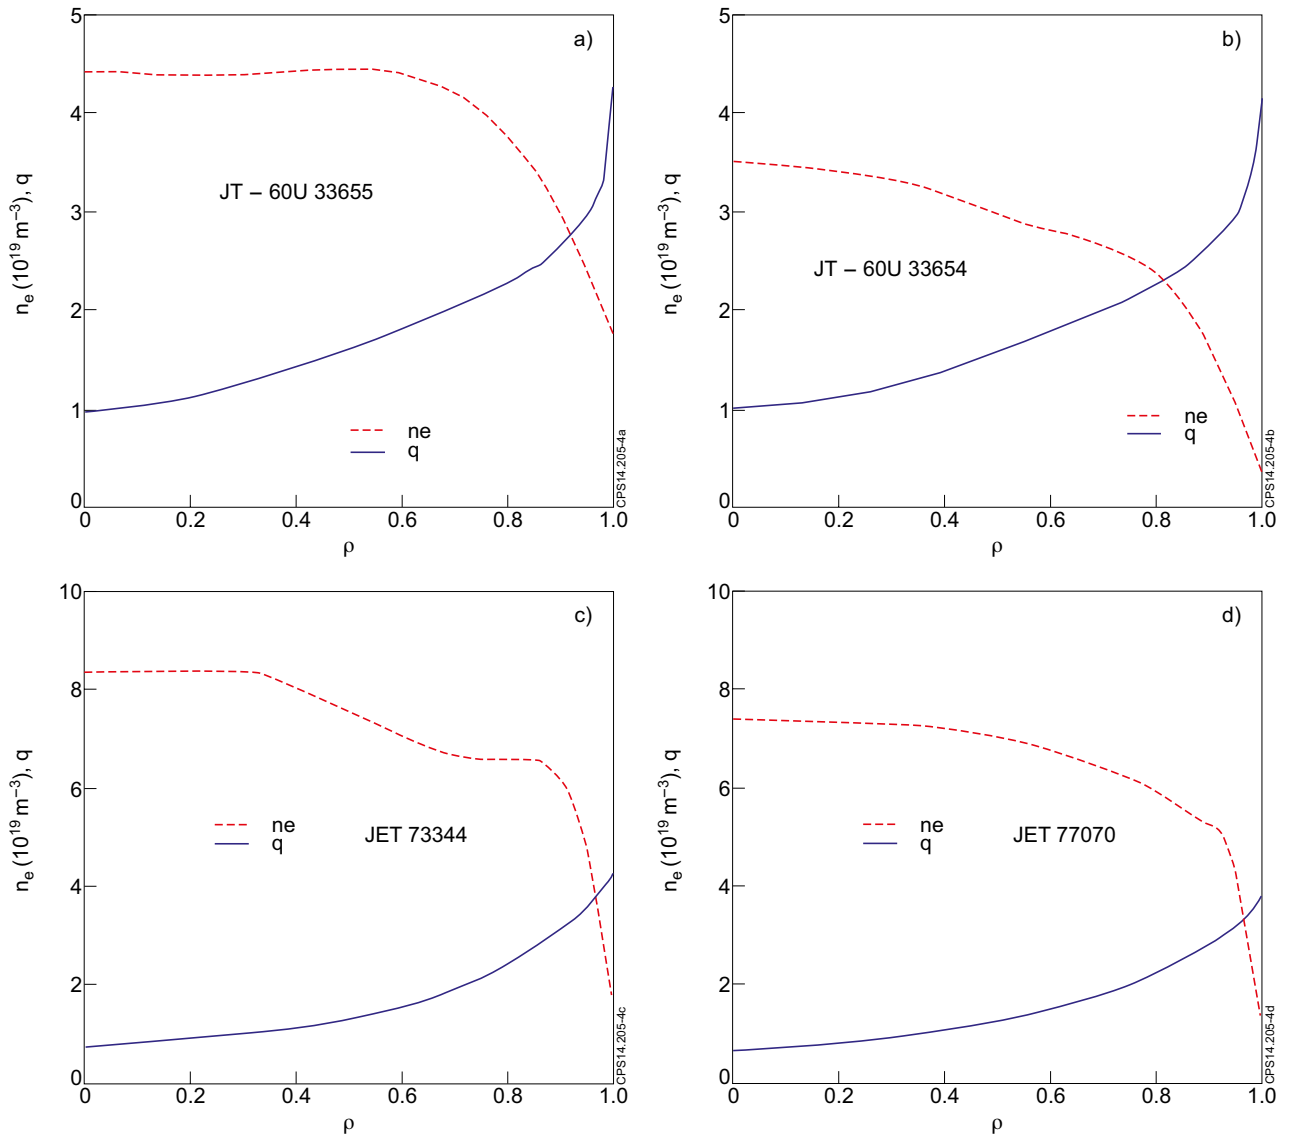 a)
5
4
3
2
1
0
n_e (10^19 m^−3), q
JT – 60U 33655
ne
q
CPS14.205-4a
0 0.2 0.4 0.6 0.8 1.0
ρ
b)
5
4
3
2
1
0
n_e (10^19 m^−3), q
JT – 60U 33654
ne
q
CPS14.205-4b
0 0.2 0.4 0.6 0.8 1.0
ρ
c)
10
8
6
4
2
0
n_e (10^19 m^−3), q
ne
q
JET 73344
CPS14.205-4c
0 0.2 0.4 0.6 0.8 1.0
ρ
d)
10
8
6
4
2
0
n_e (10^19 m^−3), q
ne
q
JET 77070
CPS14.205-4d
0 0.2 0.4 0.6 0.8 1.0
ρ